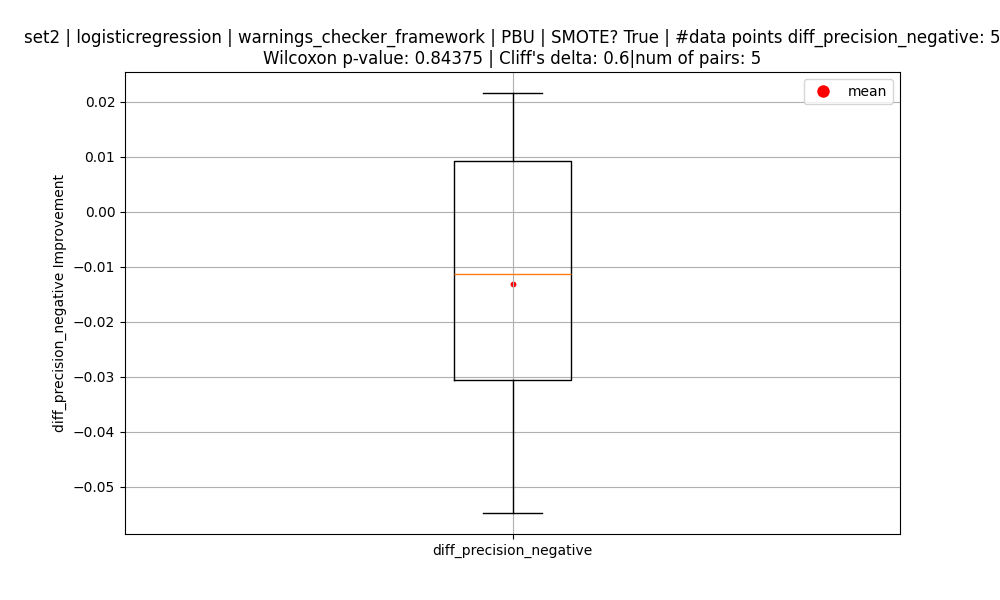 set2 | logisticregression | warnings_checker_framework | PBU | SMOTE? True | #data points diff_precision_negative: 5
Wilcoxon p-value: 0.84375 | Cliff's delta: 0.6|num of pairs: 5
mean
0.02
0.01
0.00
−0.01
−0.02
−0.03
−0.04
−0.05
diff_precision_negative Improvement
diff_precision_negative